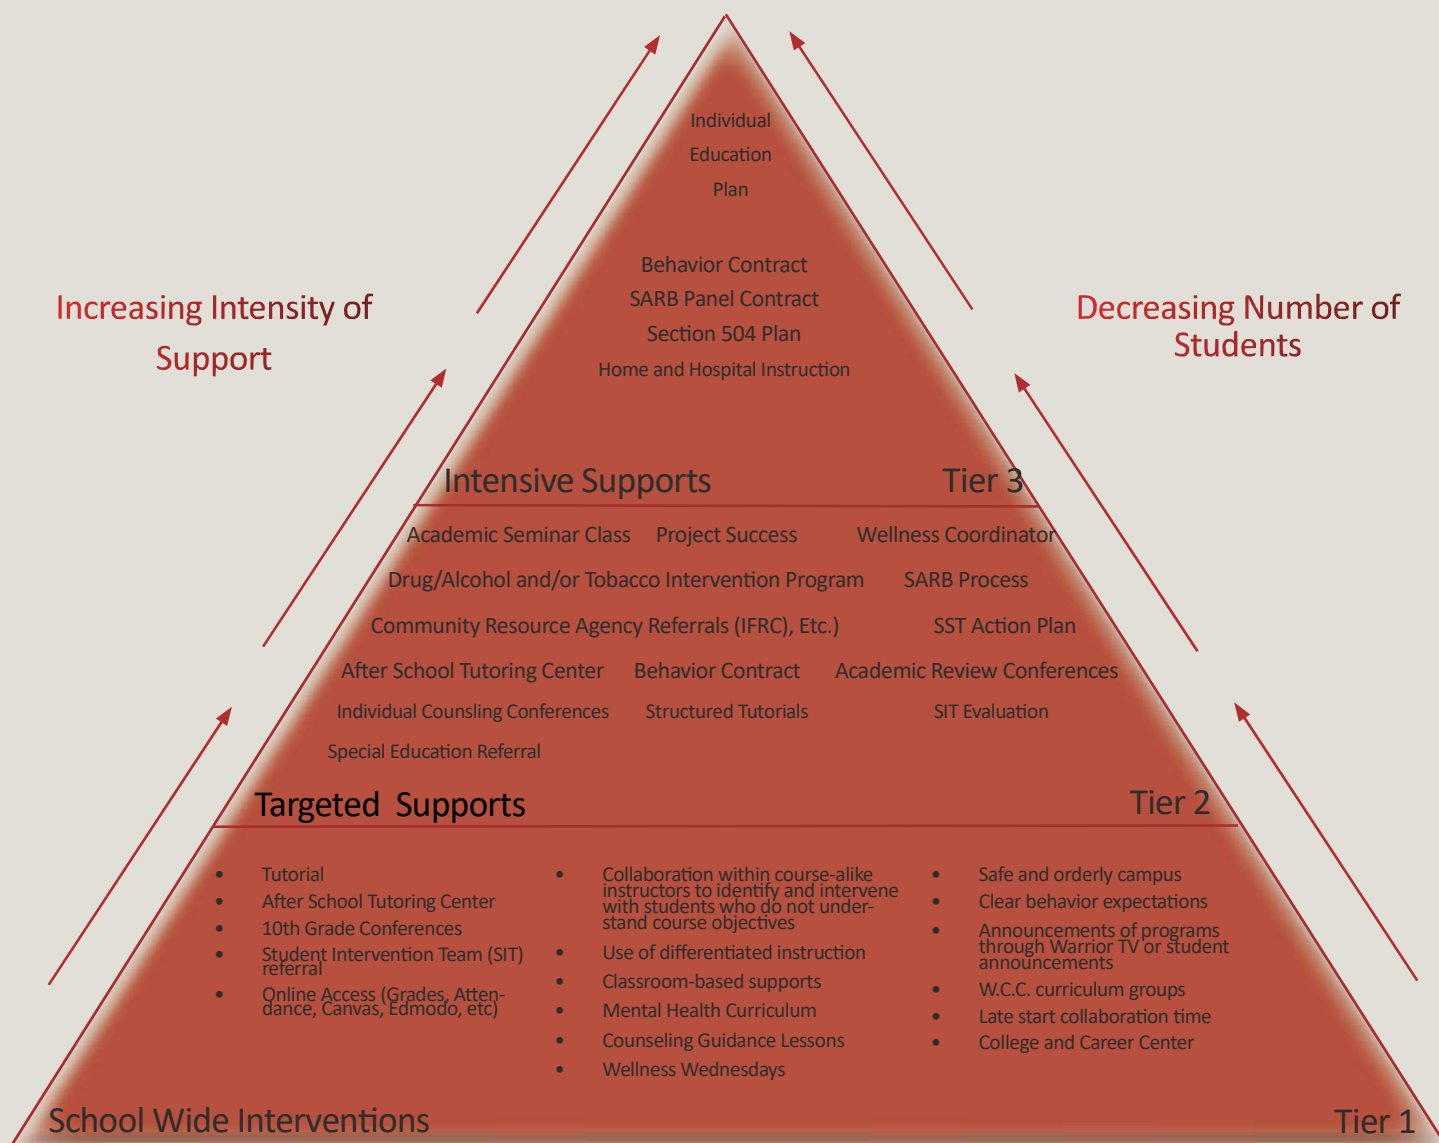 Individual
Education
Plan
Behavior Contract
SARB Panel Contract
Section 504 Plan
Home and Hospital Instruction
Increasing Intensity of
Support
Decreasing Number of
Students
Intensive Supports Tier 3
Academic Seminar Class Project Success Wellness Coordinator
Drug/Alcohol and/or Tobacco Intervention Program SARB Process
Community Resource Agency Referrals (IFRC), Etc.) SST Action Plan
After School Tutoring Center Behavior Contract Academic Review Conferences
Individual Counsling Conferences Structured Tutorials SIT Evaluation
Special Education Referral
Targeted Supports Tier 2
• Tutorial
• After School Tutoring Center
• 10th Grade Conferences
• Student Intervention Team (SIT)
referral
• Online Access (Grades, Atten-
dance, Canvas, Edmodo, etc)
• Collaboration within course-alike
instructors to identify and intervene
with students who do not under-
stand course objectives
• Use of differentiated instruction
• Classroom-based supports
• Mental Health Curriculum
• Counseling Guidance Lessons
• Wellness Wednesdays
• Safe and orderly campus
• Clear behavior expectations
• Announcements of programs
through Warrior TV or student
announcements
• W.C.C. curriculum groups
• Late start collaboration time
• College and Career Center
School Wide Interventions Tier 1